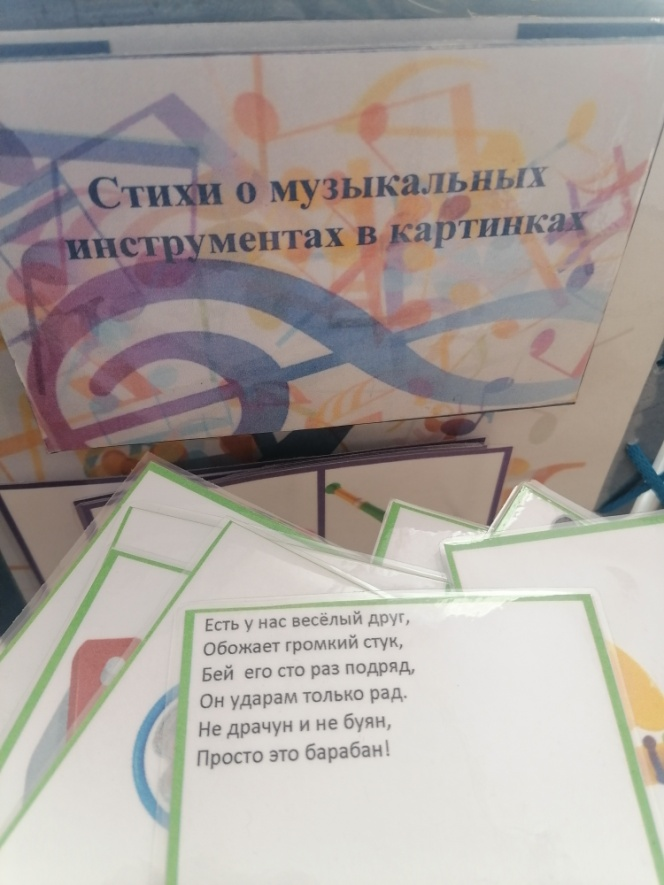 Стихи о музыкальных
инструментах в картинках
Есть у нас весёлый друг,
Обожает громкий стук,
Бей его сто раз подряд,
Он ударам только рад.
Не драчун и не буян,
Просто это барабан!